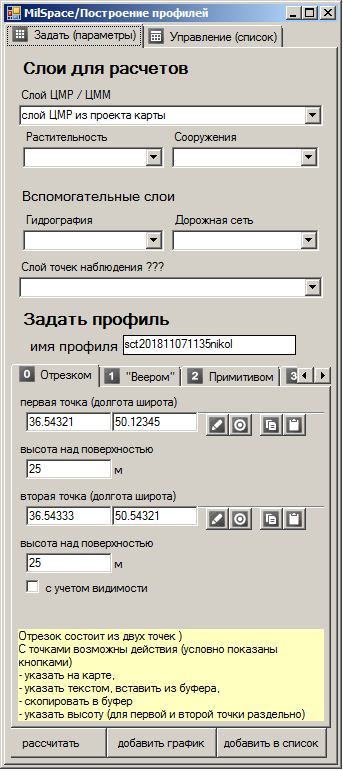 MilSpace/Построение профилей
Задать (параметры) Управление (список)
Слои для расчетов
Слой ЦМР / ЦММ
слой ЦМР из проекта карты
Растительность Сооружения
Вспомогательные слои
Гидрография Дорожная сеть
Слой точек наблюдения ???
Задать профиль
имя профиля sct201811071135nikol
0 Отрезком 1 "Веером" 2 Примитивом 3
первая точка (долгота широта)
36.54321 50.12345
высота над поверхностью
25 м
вторая точка (долгота широта)
36.54333 50.54321
высота над поверхностью
25 м
с учетом видимости
Отрезок состоит из двух точек )
С точками возможны действия (условно показаны
кнопками)
- указать на карте,
- указать текстом, вставить из буфера,
- скопировать в буфер
- указать высоту (для первой и второй точки раздельно)
рассчитать добавить график добавить в список